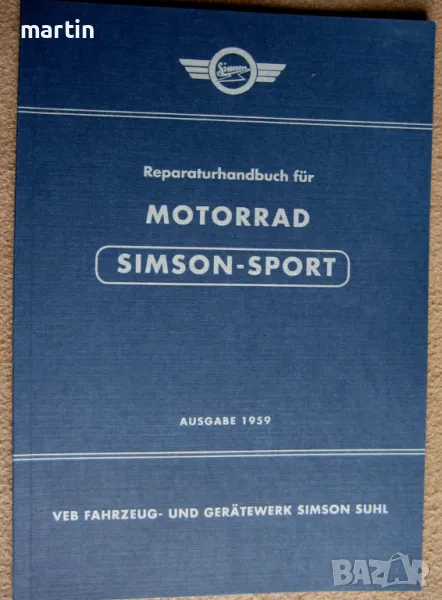 martin
Simson
Reparaturhandbuch für
MOTORRAD
SIMSON-SPORT
AUSGABE 1959
VEB FAHRZEUG- UND GERÄTEWERK SIMSON SUHL
BAZAR